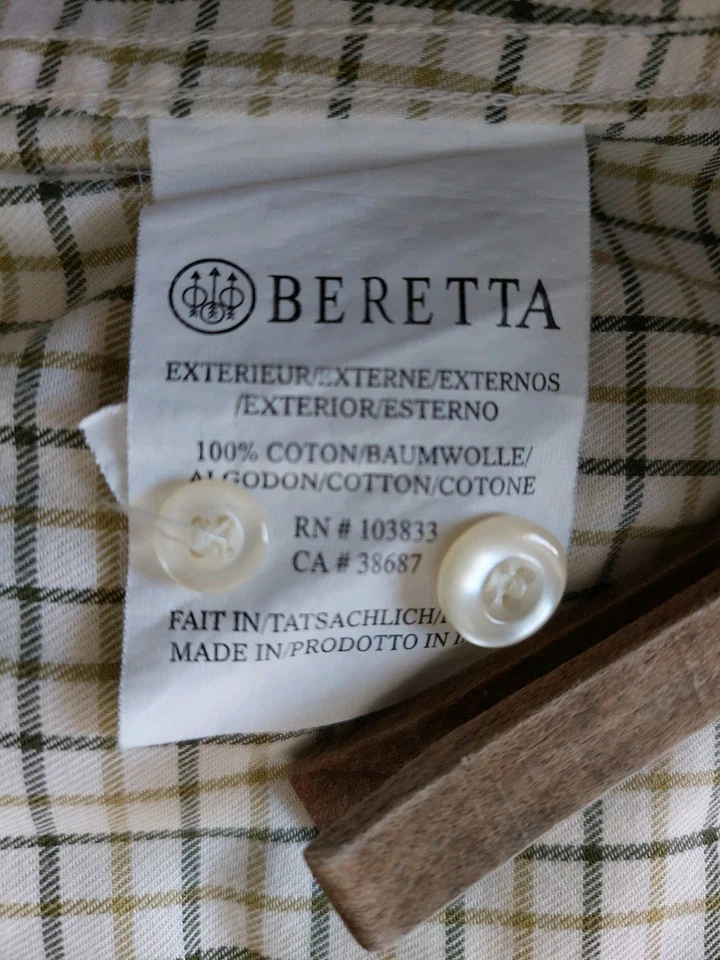 BERETTA
EXTERIEUR/EXTERNE/EXTERNOS
/EXTERIOR/ESTERNO
100% COTON/BAUMWOLLE/
ALGODON/COTTON/COTONE
RN # 103833
CA # 38687
FAIT IN/TATSACHLICH/
MADE IN/PRODOTTO IN